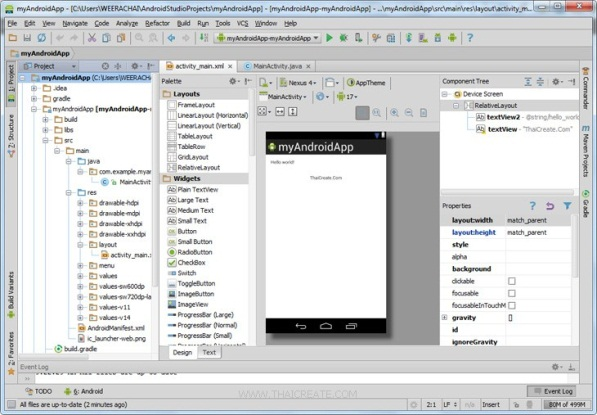 myAndroidApp - [C:\Users\WEERACHAI\AndroidStudioProjects\myAndroidApp] - [myAndroidApp-myAndroidApp] - ...\myAndroidApp\src\main\res\layout\activity_m...
File Edit View Navigate Code Analyze Refactor Build Run Tools VCS Window Help
myAndroidApp-myAndroidApp
myAndroidApp
1: Project
7: Structure
Build Variants
2: Favorites
Project
myAndroidApp (C:\Users\WEERA
.idea
gradle
myAndroidApp [myAndroidApp-
build
libs
src
main
java
com.example.myan
MainActivity
res
drawable-hdpi
drawable-mdpi
drawable-xhdpi
drawable-xxhdpi
layout
activity_main.xml
menu
values
values-sw600dp
values-sw720dp-la
values-v11
values-v14
AndroidManifest.xml
ic_launcher-web.png
build.gradle
activity_main.xml
MainActivity.java
Palette
Layouts
FrameLayout
LinearLayout (Horizontal)
LinearLayout (Vertical)
TableLayout
TableRow
GridLayout
RelativeLayout
Widgets
Plain TextView
Large Text
Medium Text
Small Text
Button
Small Button
RadioButton
CheckBox
Switch
ToggleButton
ImageButton
ImageView
ProgressBar (Large)
ProgressBar (Normal)
ProgressBar (Small)
Design Text
Nexus 4 AppTheme
MainActivity 17
myAndroidApp
Hello world!
ThaiCreate.Com
Component Tree
Device Screen
RelativeLayout
textView2 - @string/hello_world
textView - "ThaiCreate.Com"
Properties
layout:width match_parent
layout:height match_parent
style
alpha
background
clickable
focusable
focusableInTouchM
gravity []
id
ignoreGravity
Commander
Maven Projects
Gradle
Event Log
TODO 6: Android
WWW.THAICREATE.COM
Event Log
All files are up-to-date (2 minutes ago) 2:1 LF Insert 80M of 499M